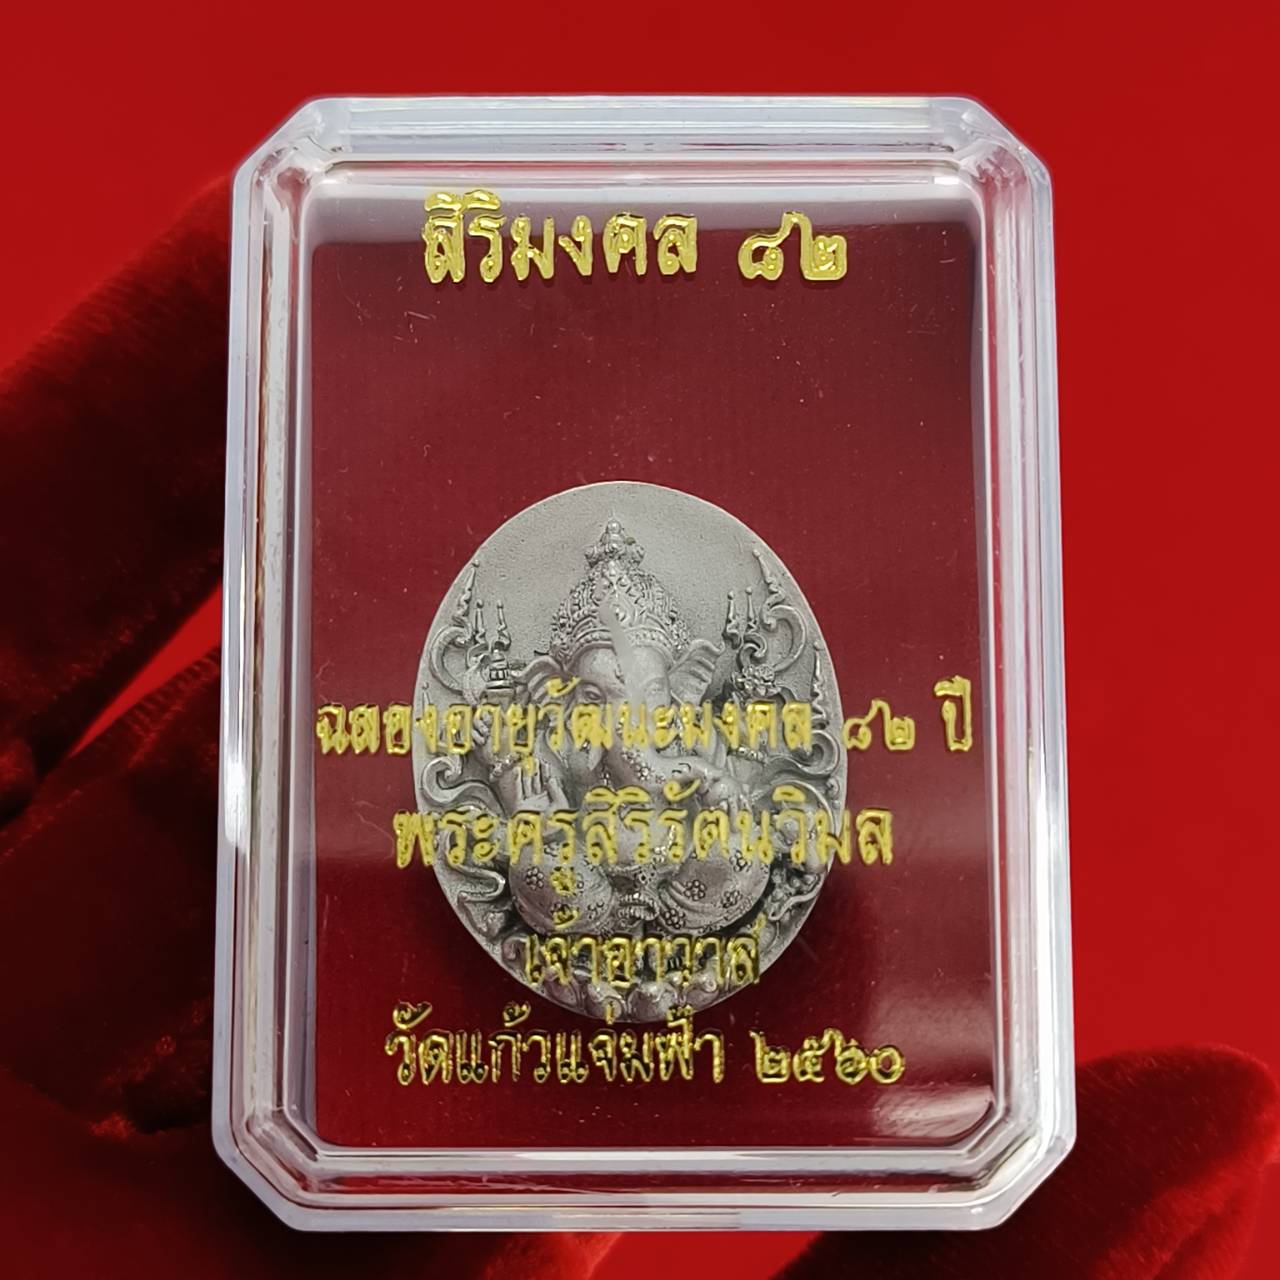 สิริมงคล ๘๒
ฉลองอายุวัฒนะมงคล ๘๒ ปี
พระครูสิริรัตนวิมล
เจ้าอาวาส
วัดแก้วแจ่มฟ้า ๒๕๖๐